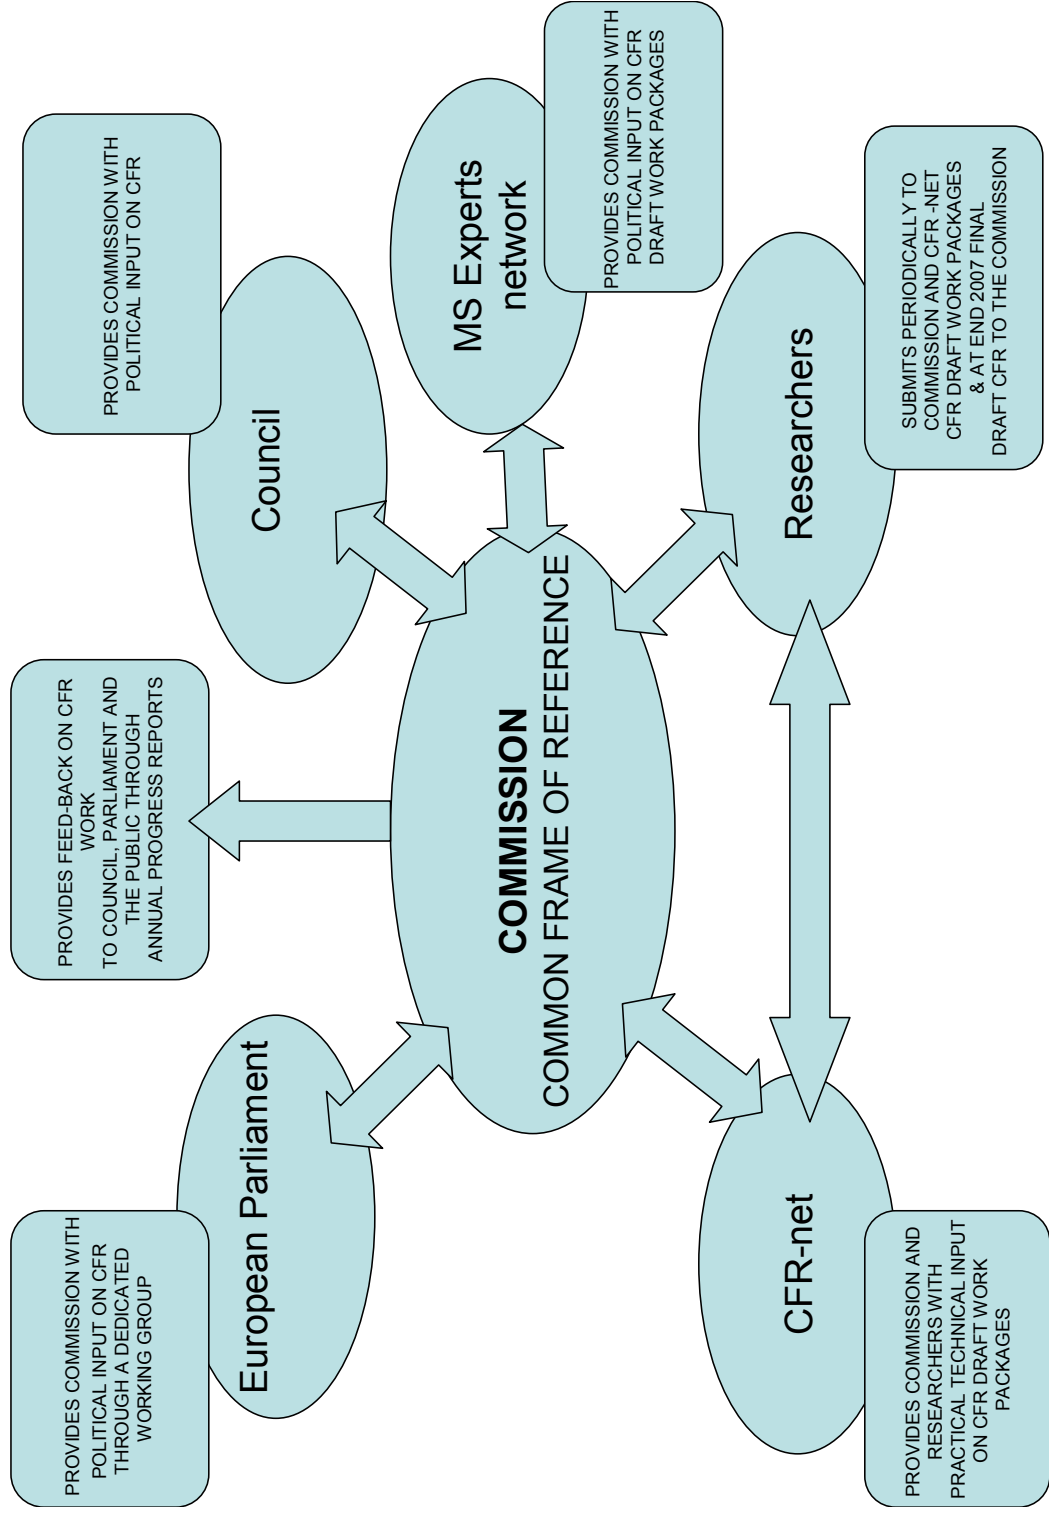 PROVIDES COMMISSION WITH
POLITICAL INPUT ON CFR
THROUGH A DEDICATED
WORKING GROUP
European Parliament
PROVIDES FEED-BACK ON CFR
WORK
TO COUNCIL, PARLIAMENT AND
THE PUBLIC THROUGH
ANNUAL PROGRESS REPORTS
PROVIDES COMMISSION WITH
POLITICAL INPUT ON CFR
Council
COMMISSION
COMMON FRAME OF REFERENCE
MS Experts
network
PROVIDES COMMISSION WITH
POLITICAL INPUT ON CFR
DRAFT WORK PACKAGES
CFR-net
PROVIDES COMMISSION AND
RESEARCHERS WITH
PRACTICAL TECHNICAL INPUT
ON CFR DRAFT WORK
PACKAGES
Researchers
SUBMITS PERIODICALLY TO
COMMISSION AND CFR -NET
CFR DRAFT WORK PACKAGES
& AT END 2007 FINAL
DRAFT CFR TO THE COMMISSION